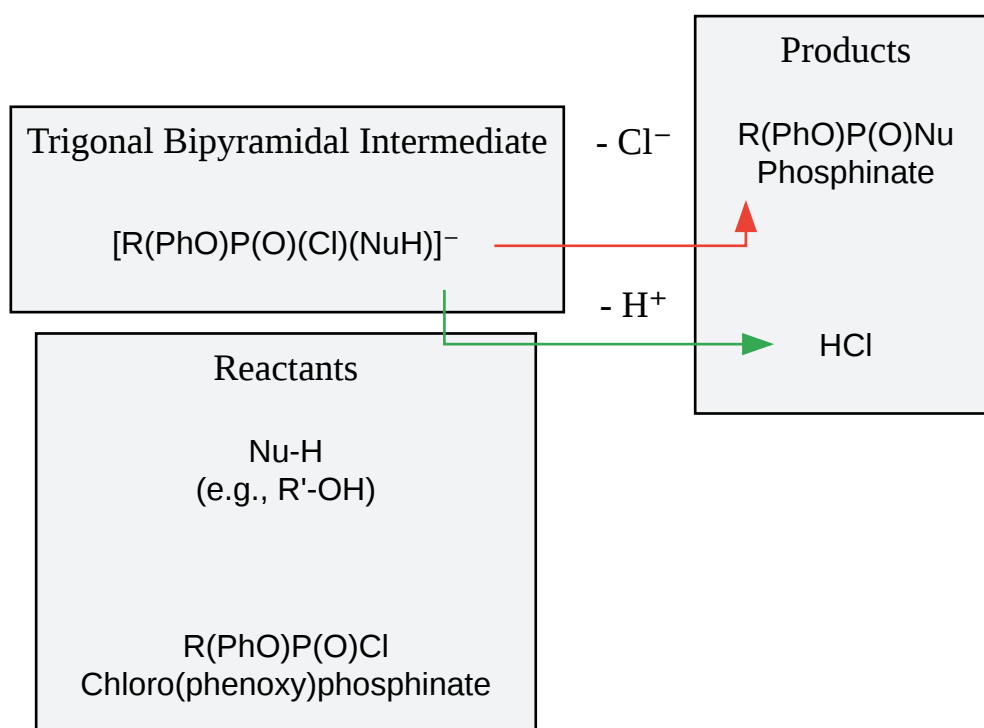 Products
R(PhO)P(O)Nu
Phosphinate
HCl
Trigonal Bipyramidal Intermediate
[R(PhO)P(O)(Cl)(NuH)]⁻
- Cl⁻
- H⁺
Reactants
Nu-H
(e.g., R'-OH)
R(PhO)P(O)Cl
Chloro(phenoxy)phosphinate